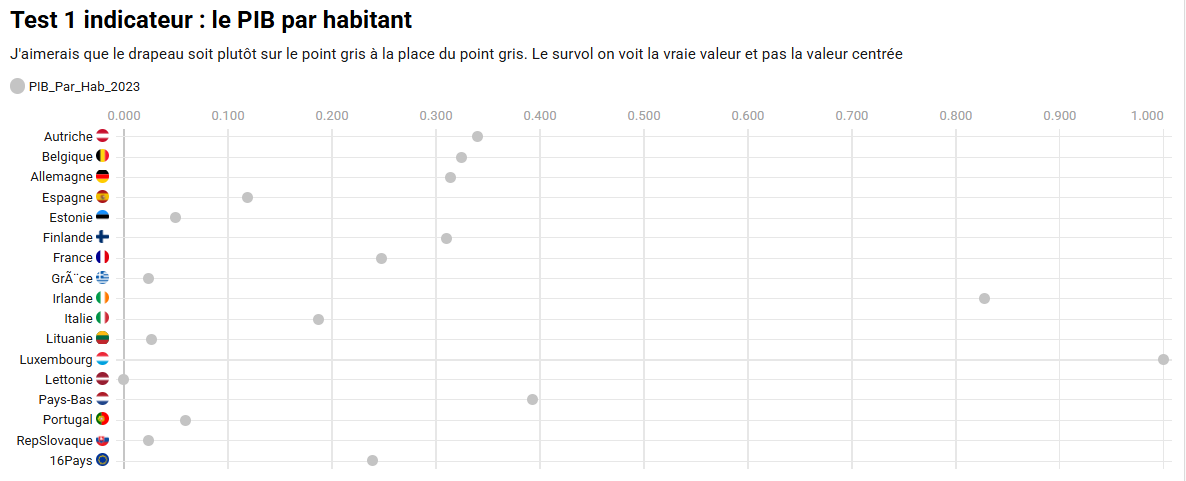 Test 1 indicateur : le PIB par habitant
J'aimerais que le drapeau soit plutôt sur le point gris à la place du point gris. Le survol on voit la vraie valeur et pas la valeur centrée
PIB_Par_Hab_2023
0.000 0.100 0.200 0.300 0.400 0.500 0.600 0.700 0.800 0.900 1.000
Autriche
Belgique
Allemagne
Espagne
Estonie
Finlande
France
GrÃ¨ce
Irlande
Italie
Lituanie
Luxembourg
Lettonie
Pays-Bas
Portugal
RepSlovaque
16Pays